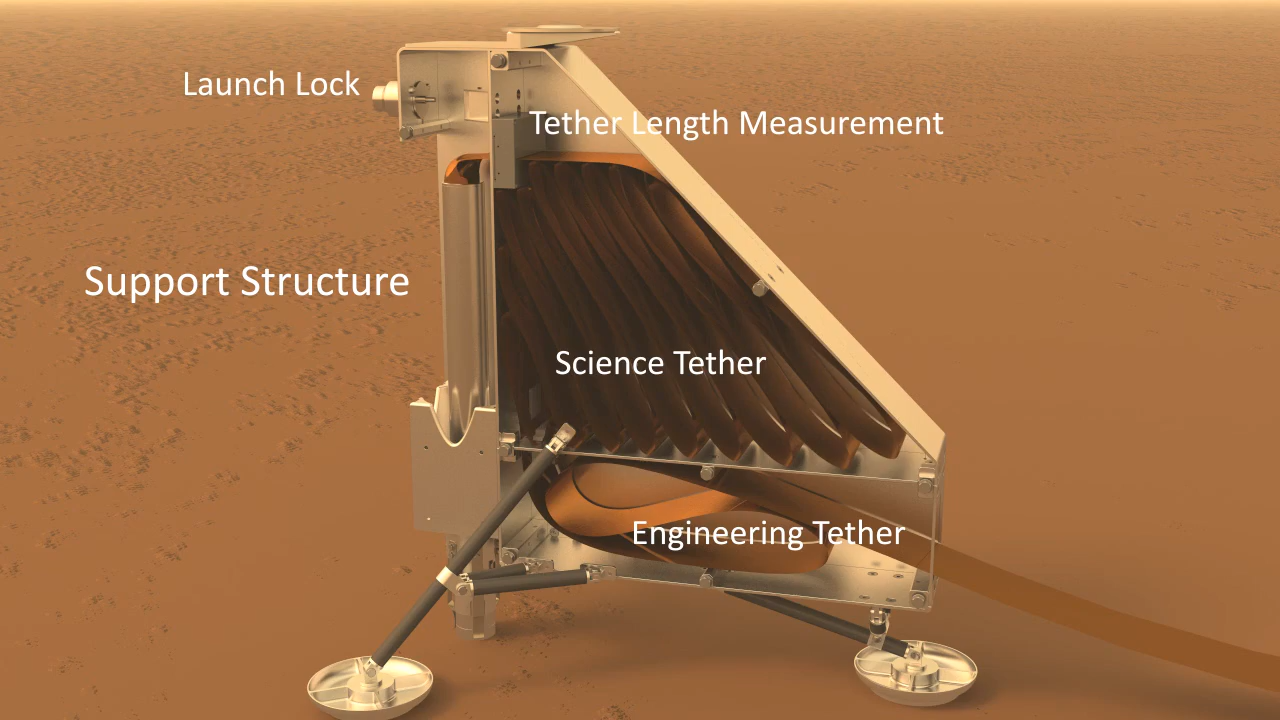 Launch Lock
Tether Length Measurement
Support Structure
Science Tether
Engineering Tether